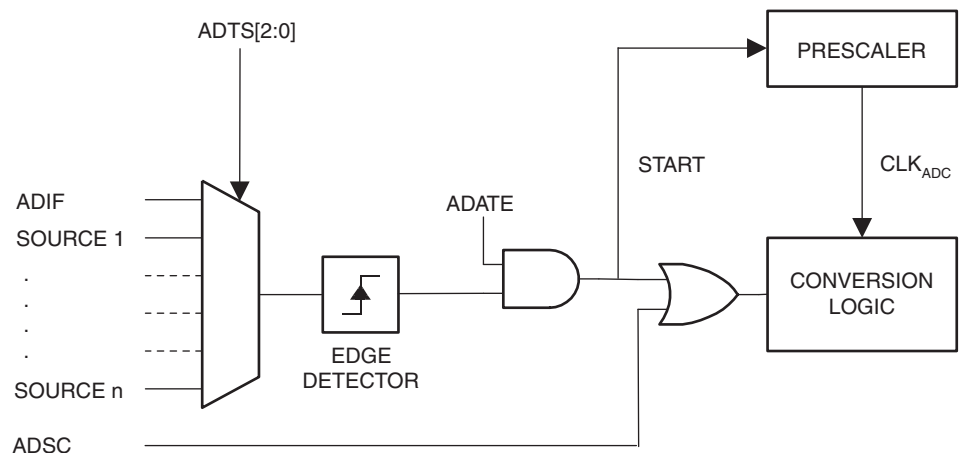 ADTS[2:0]
PRESCALER
START
CLKADC
ADIF
SOURCE 1
.
.
.
.
SOURCE n
ADATE
CONVERSION
LOGIC
EDGE
DETECTOR
ADSC